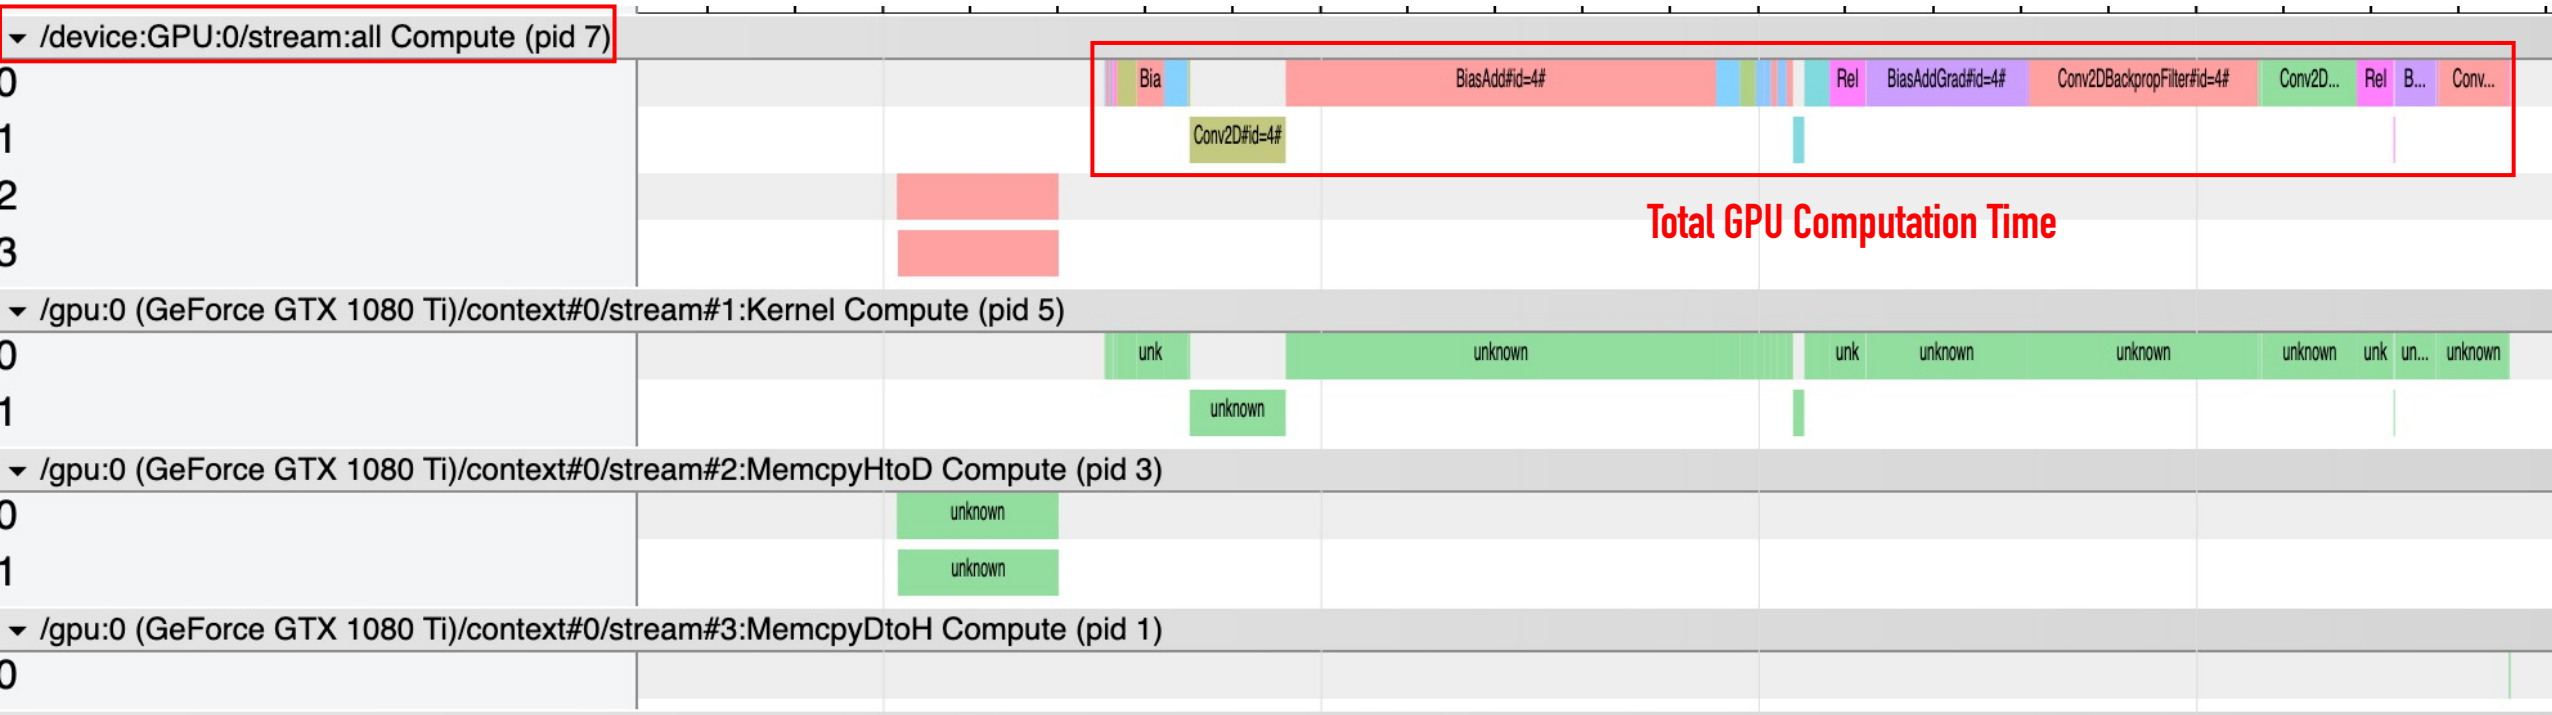 /device:GPU:0/stream:all Compute (pid 7)
0
Bia
BiasAdd#id=4#
Rel
BiasAddGrad#id=4#
Conv2DBackpropFilter#id=4#
Conv2D...
Rel
B...
Conv...
1
Conv2D#id=4#
2
Total GPU Computation Time
3
/gpu:0 (GeForce GTX 1080 Ti)/context#0/stream#1:Kernel Compute (pid 5)
0
unk
unknown
unk
unknown
unknown
unknown
unk
un...
unknown
1
unknown
/gpu:0 (GeForce GTX 1080 Ti)/context#0/stream#2:MemcpyHtoD Compute (pid 3)
0
unknown
1
unknown
/gpu:0 (GeForce GTX 1080 Ti)/context#0/stream#3:MemcpyDtoH Compute (pid 1)
0